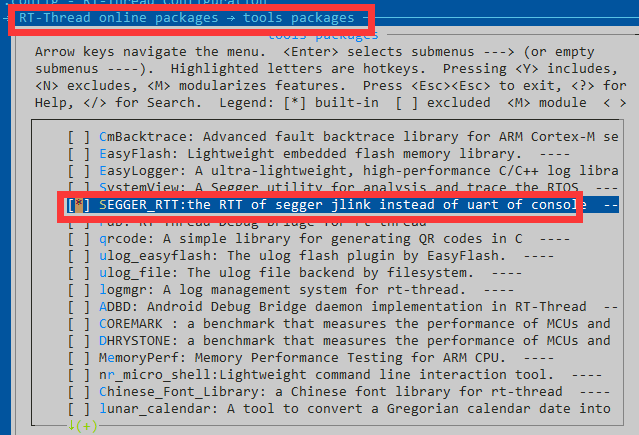 .config - RT-Thread Configuration
→ RT-Thread online packages → tools packages
tools packages
Arrow keys navigate the menu. <Enter> selects submenus ---> (or empty
submenus ----). Highlighted letters are hotkeys. Pressing <Y> includes,
<N> excludes, <M> modularizes features. Press <Esc><Esc> to exit, <?> for
Help, </> for Search. Legend: [*] built-in [ ] excluded <M> module < >
[ ] CmBacktrace: Advanced fault backtrace library for ARM Cortex-M se
[ ] EasyFlash: Lightweight embedded flash memory library. ----
[ ] EasyLogger: A ultra-lightweight, high-performance C/C++ log libra
[ ] SystemView: A Segger utility for analysis and trace the RTOS. ---
[*] SEGGER_RTT:the RTT of segger jlink instead of uart of console --
[ ] Bridge for rt-thread
[ ] qrcode: A simple library for generating QR codes in C ----
[ ] ulog_easyflash: The ulog flash plugin by EasyFlash. ----
[ ] ulog_file: The ulog file backend by filesystem. ----
[ ] logmgr: A log management system for rt-thread. ----
[ ] ADBD: Android Debug Bridge daemon implementation in RT-Thread --
[ ] COREMARK : a benchmark that measures the performance of MCUs and
[ ] DHRYSTONE: a benchmark that measures the performance of MCUs and
[ ] MemoryPerf: Memory Performance Testing for ARM CPU. ----
[ ] nr_micro_shell:Lightweight command line interaction tool. ----
[ ] Chinese_Font_Library: a Chinese font library for rt-thread ----
[ ] lunar_calendar: A tool to convert a Gregorian calendar date into
↓(+)